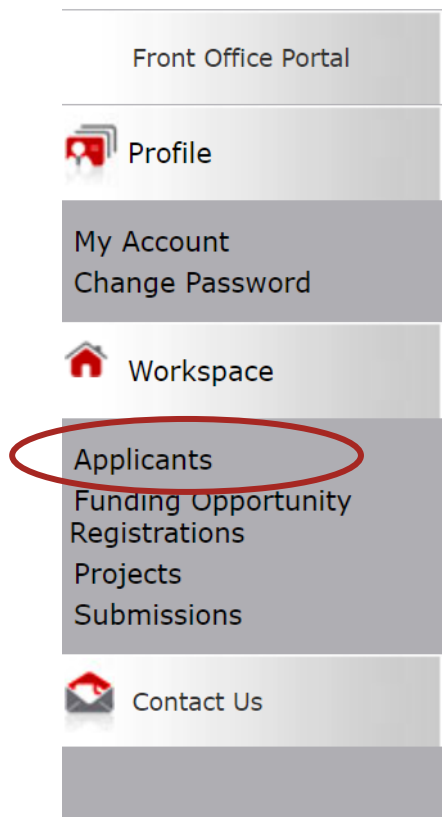 Front Office Portal
Profile
My Account
Change Password
Workspace
Applicants
Funding Opportunity
Registrations
Projects
Submissions
Contact Us